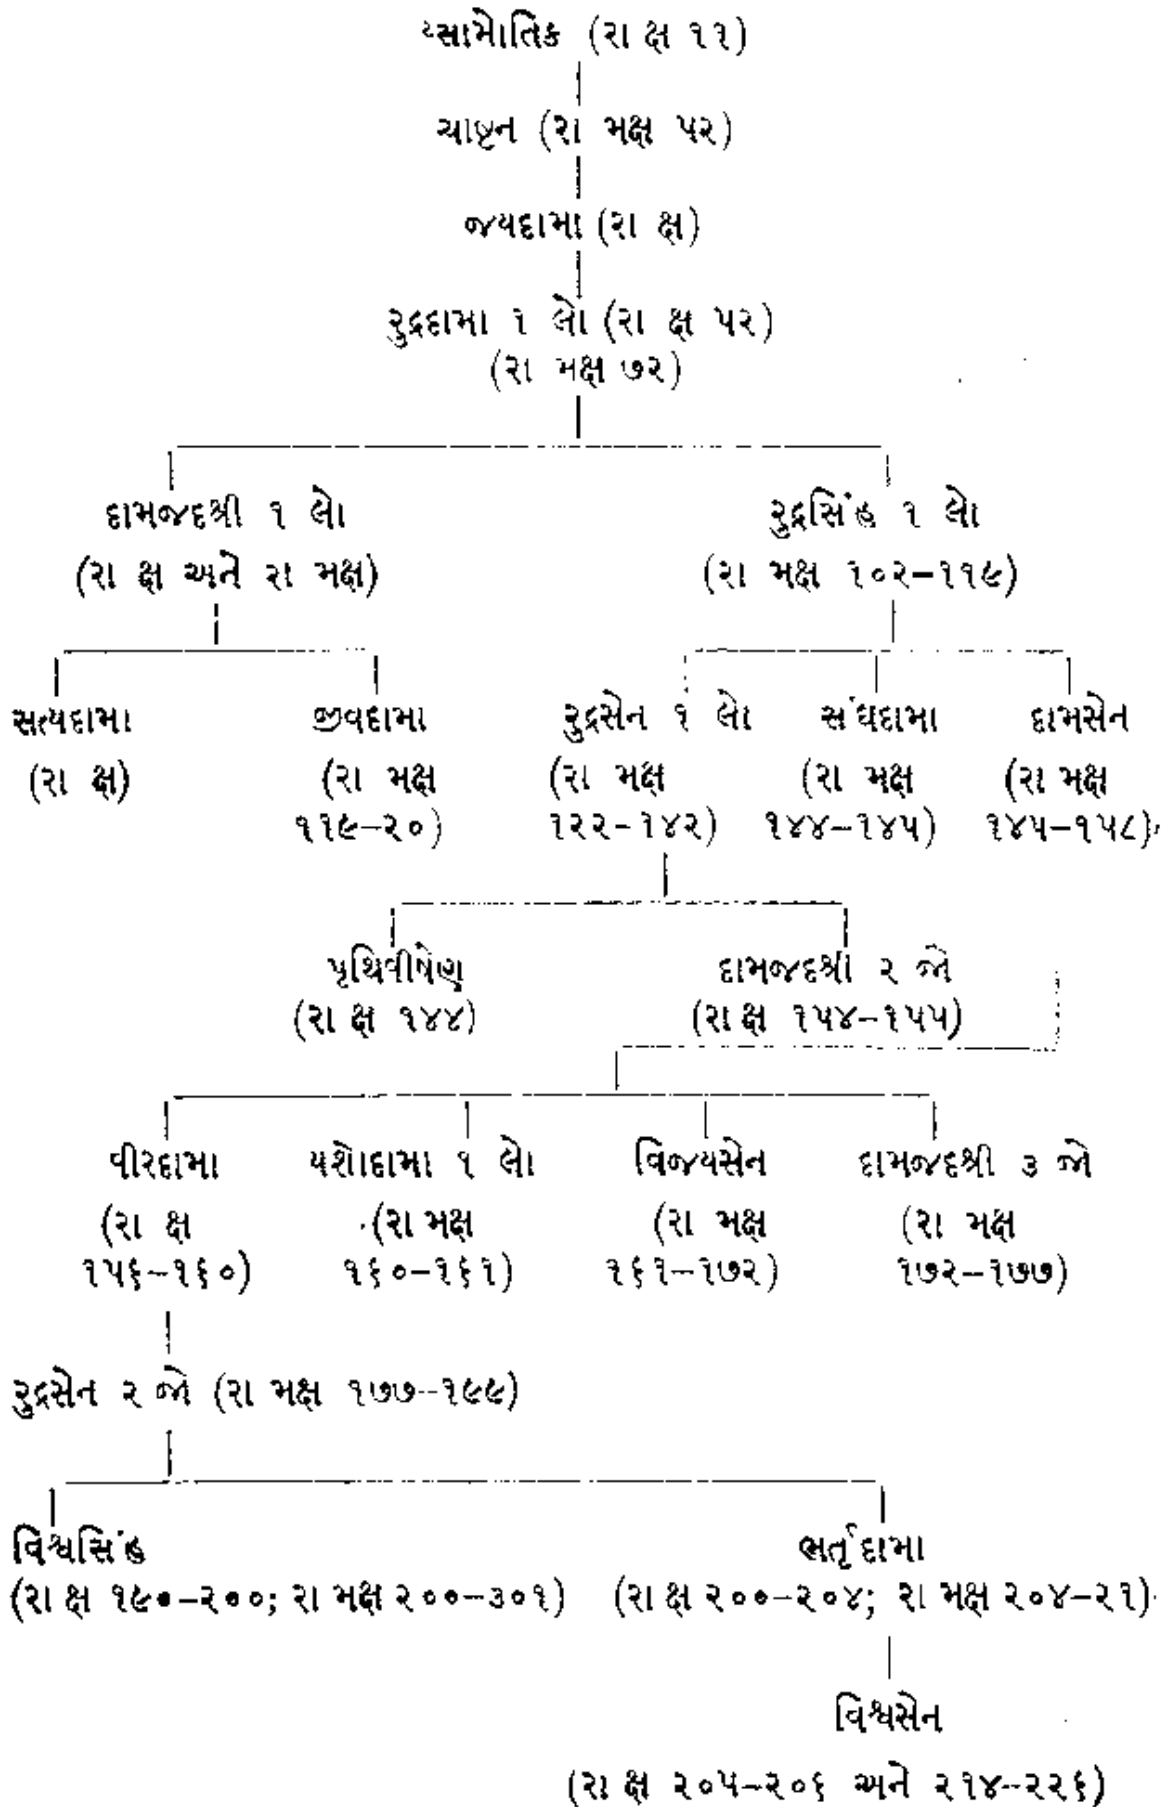 ય્સામોતિક (રા ક્ષ ૧૧)
ચાષ્ટન (રા મક્ષ ૫૨)
જયદામા (રા ક્ષ)
રુદ્રદામા ૧ લો (રા ક્ષ ૫૨)
(રા મક્ષ ૭૨)
દામજદશ્રી ૧ લો રુદ્રસિંહ ૧ લો
(રા ક્ષ અને રા મક્ષ) (રા મક્ષ ૧૦૨-૧૧૯)
સત્યદામા જીવદામા રુદ્રસેન ૧ લો સંઘદામા દામસેન
(રા ક્ષ) (રા મક્ષ (રા મક્ષ (રા મક્ષ (રા મક્ષ
૧૧૯-૨૦) ૧૨૨-૧૪૨) ૧૪૪-૧૪૫) ૧૪૫-૧૫૮)
પૃથિવીષેણ દામજદશ્રી ૨ જો
(રા ક્ષ ૧૪૪) (રા ક્ષ ૧૫૪-૧૫૫)
વીરદામા યશોદામા ૧ લો વિજયસેન દામજદશ્રી ૩ જો
(રા ક્ષ (રા મક્ષ (રા મક્ષ (રા મક્ષ
૧૫૬-૧૬૦) ૧૬૦-૧૬૧) ૧૬૧-૧૭૨) ૧૭૨-૧૭૭)
રુદ્રસેન ૨ જો (રા મક્ષ ૧૭૭-૧૯૯)
વિશ્વસિંહ ભર્તૃદામા
(રા ક્ષ ૧૯૦-૨૦૦; રા મક્ષ ૨૦૦-૩૦૧) (રા ક્ષ ૨૦૦-૨૦૪; રા મક્ષ ૨૦૪-૨૧)
વિશ્વસેન
(રા ક્ષ ૨૦૫-૨૦૬ અને ૨૧૪-૨૨૬)